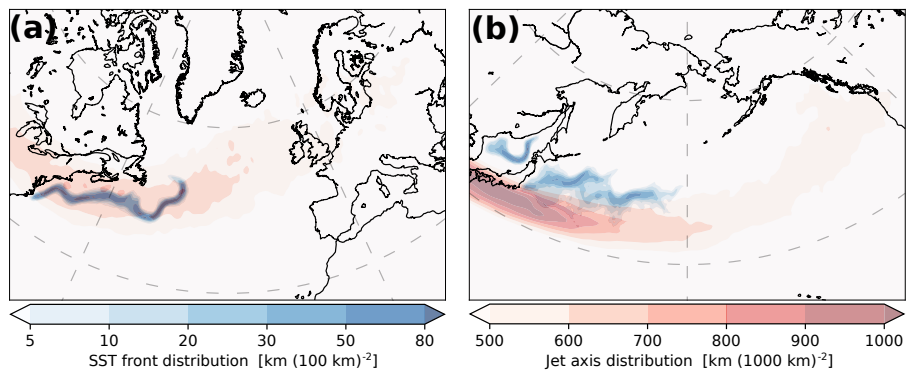 (a)
(b)
5 10 20 30 50 80
SST front distribution [km (100 km)⁻²]
500 600 700 800 900 1000
Jet axis distribution [km (1000 km)⁻²]